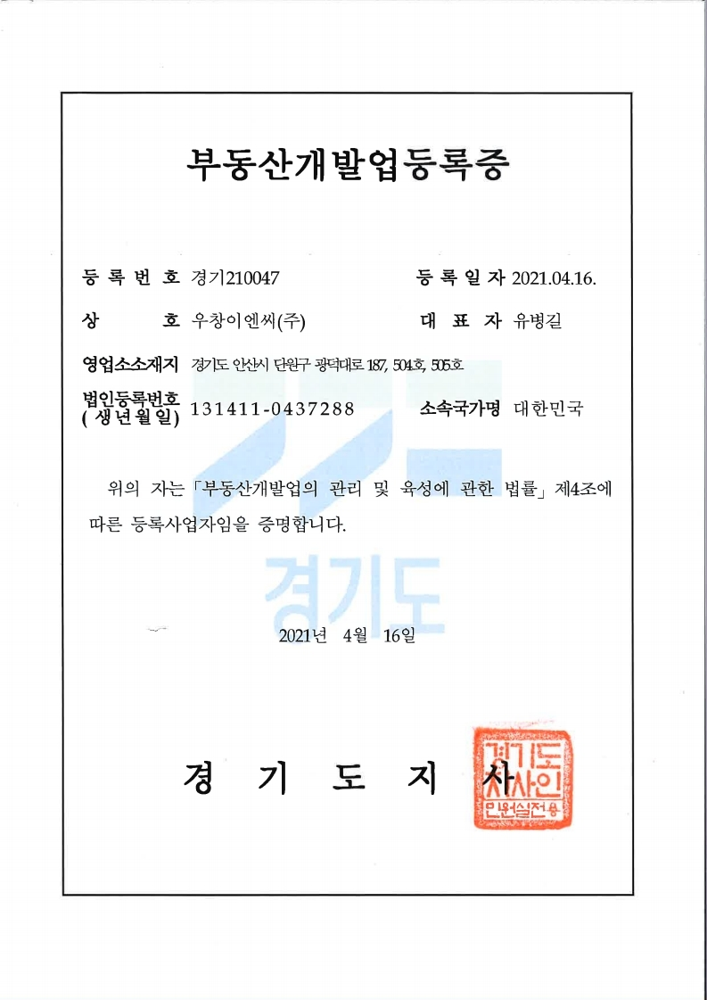 부동산개발업등록증
등 록 번 호 경기210047 등 록 일 자 2021.04.16.
상 호 우창이엔씨(주) 대 표 자 유병길
영업소소재지 경기도 안산시 단원구 광덕대로 187, 504호, 505호
법인등록번호
(생년월일) 131411-0437288 소속국가명 대한민국
위의 자는 「부동산개발업의 관리 및 육성에 관한 법률」 제4조에
따른 등록사업자임을 증명합니다.
경기도
2021년 4월 16일
경 기 도 지 사
경기도
지사인
민원실전용